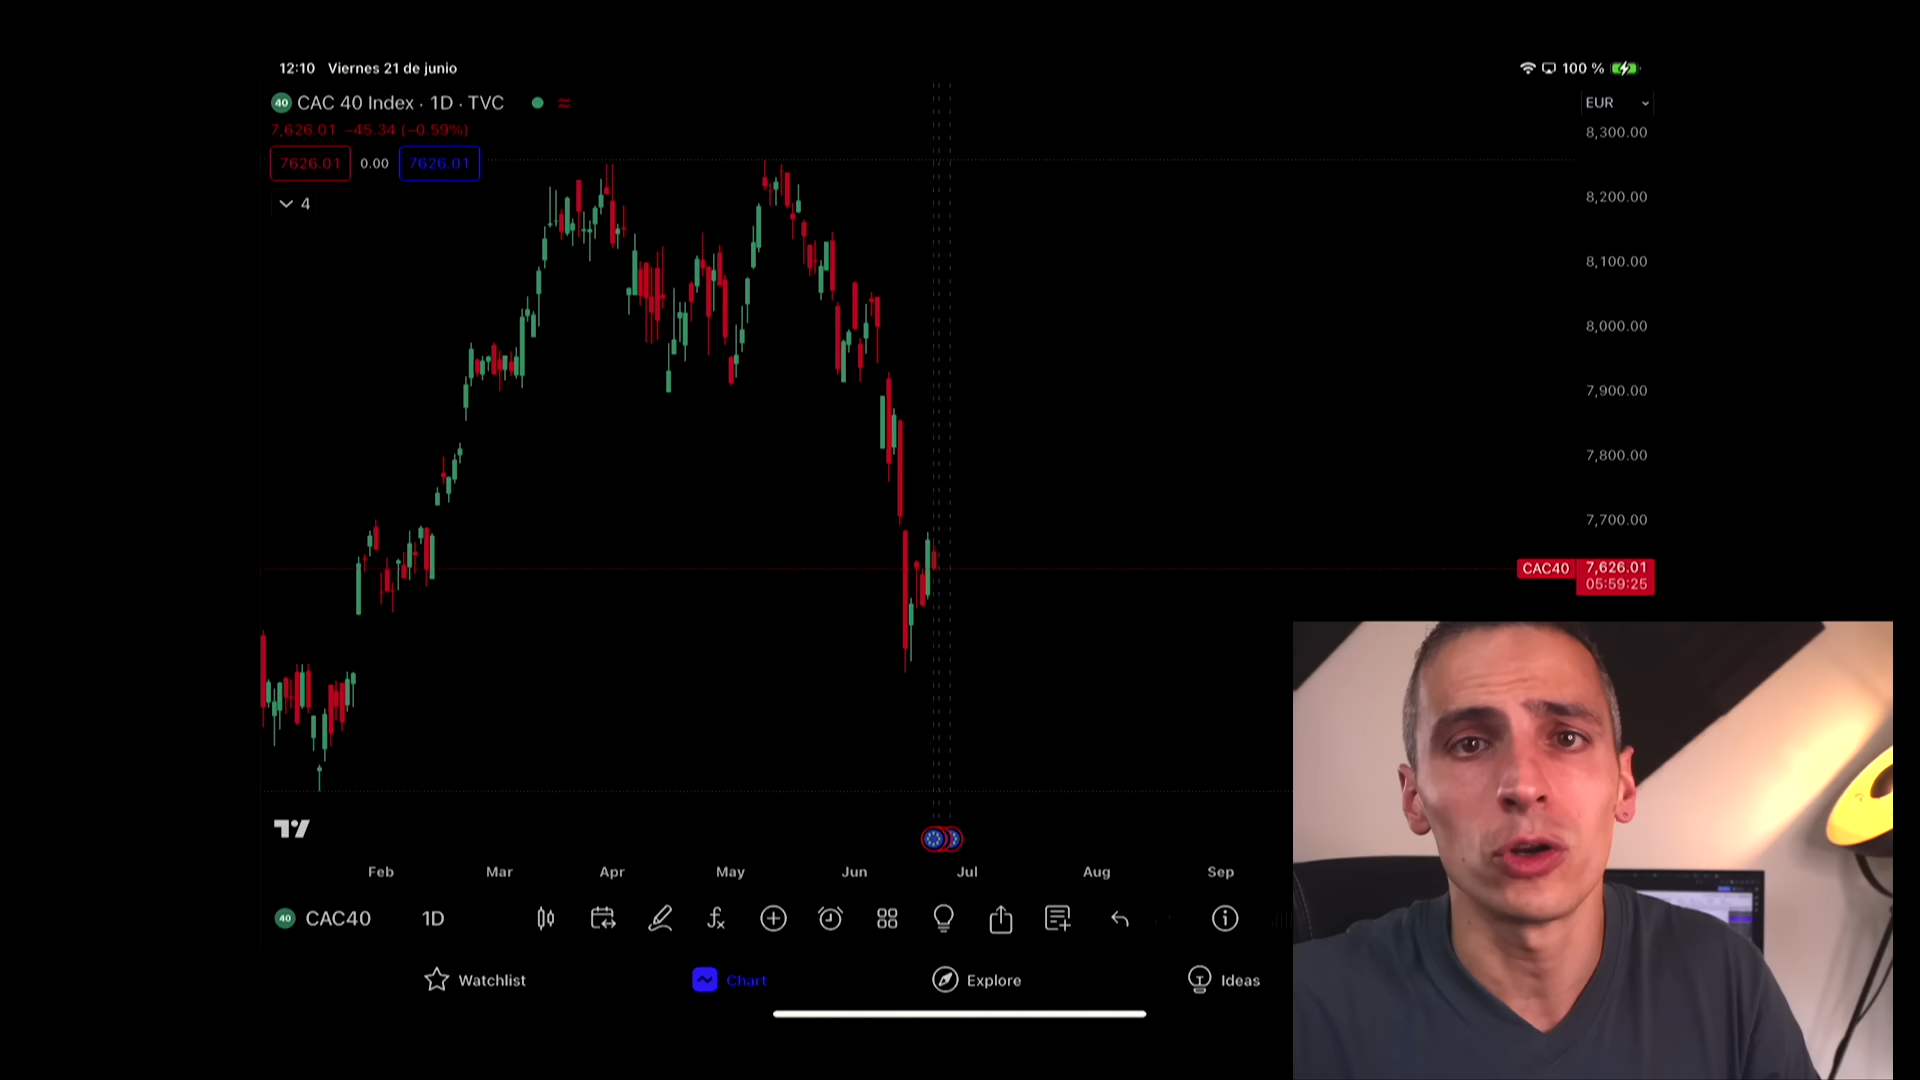 12:10 Viernes 21 de junio
100 %
40 CAC 40 Index · 1D · TVC
EUR
7,626.01 −45.34 (−0.59%)
7626.01 0.00 7626.01
4
8,300.00
8,200.00
8,100.00
8,000.00
7,900.00
7,800.00
7,700.00
CAC40 7,626.01
05:59:25
Feb Mar Apr May Jun Jul Aug Sep
40 CAC40 1D
Watchlist Chart Explore Ideas